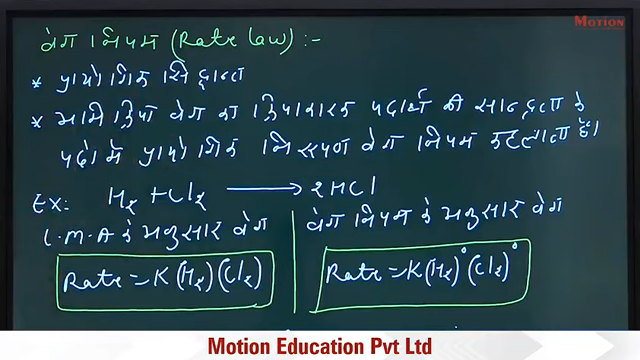 MOTION
वेग नियम (Rate law) :-
* प्रायोगिक सिद्धान्त
* अभिक्रिया वेग का क्रियाकारक पदार्थों की सान्द्रता के
पदों में प्रायोगिक निरूपण वेग नियम कहलाता है।
Ex: H₂ + Cl₂ ⟶ 2HCl
L.M.A के अनुसार वेग
Rate = K(H₂)(Cl₂)
वेग नियम के अनुसार वेग
Rate = K(H₂)⁰(Cl₂)⁰
Motion Education Pvt Ltd